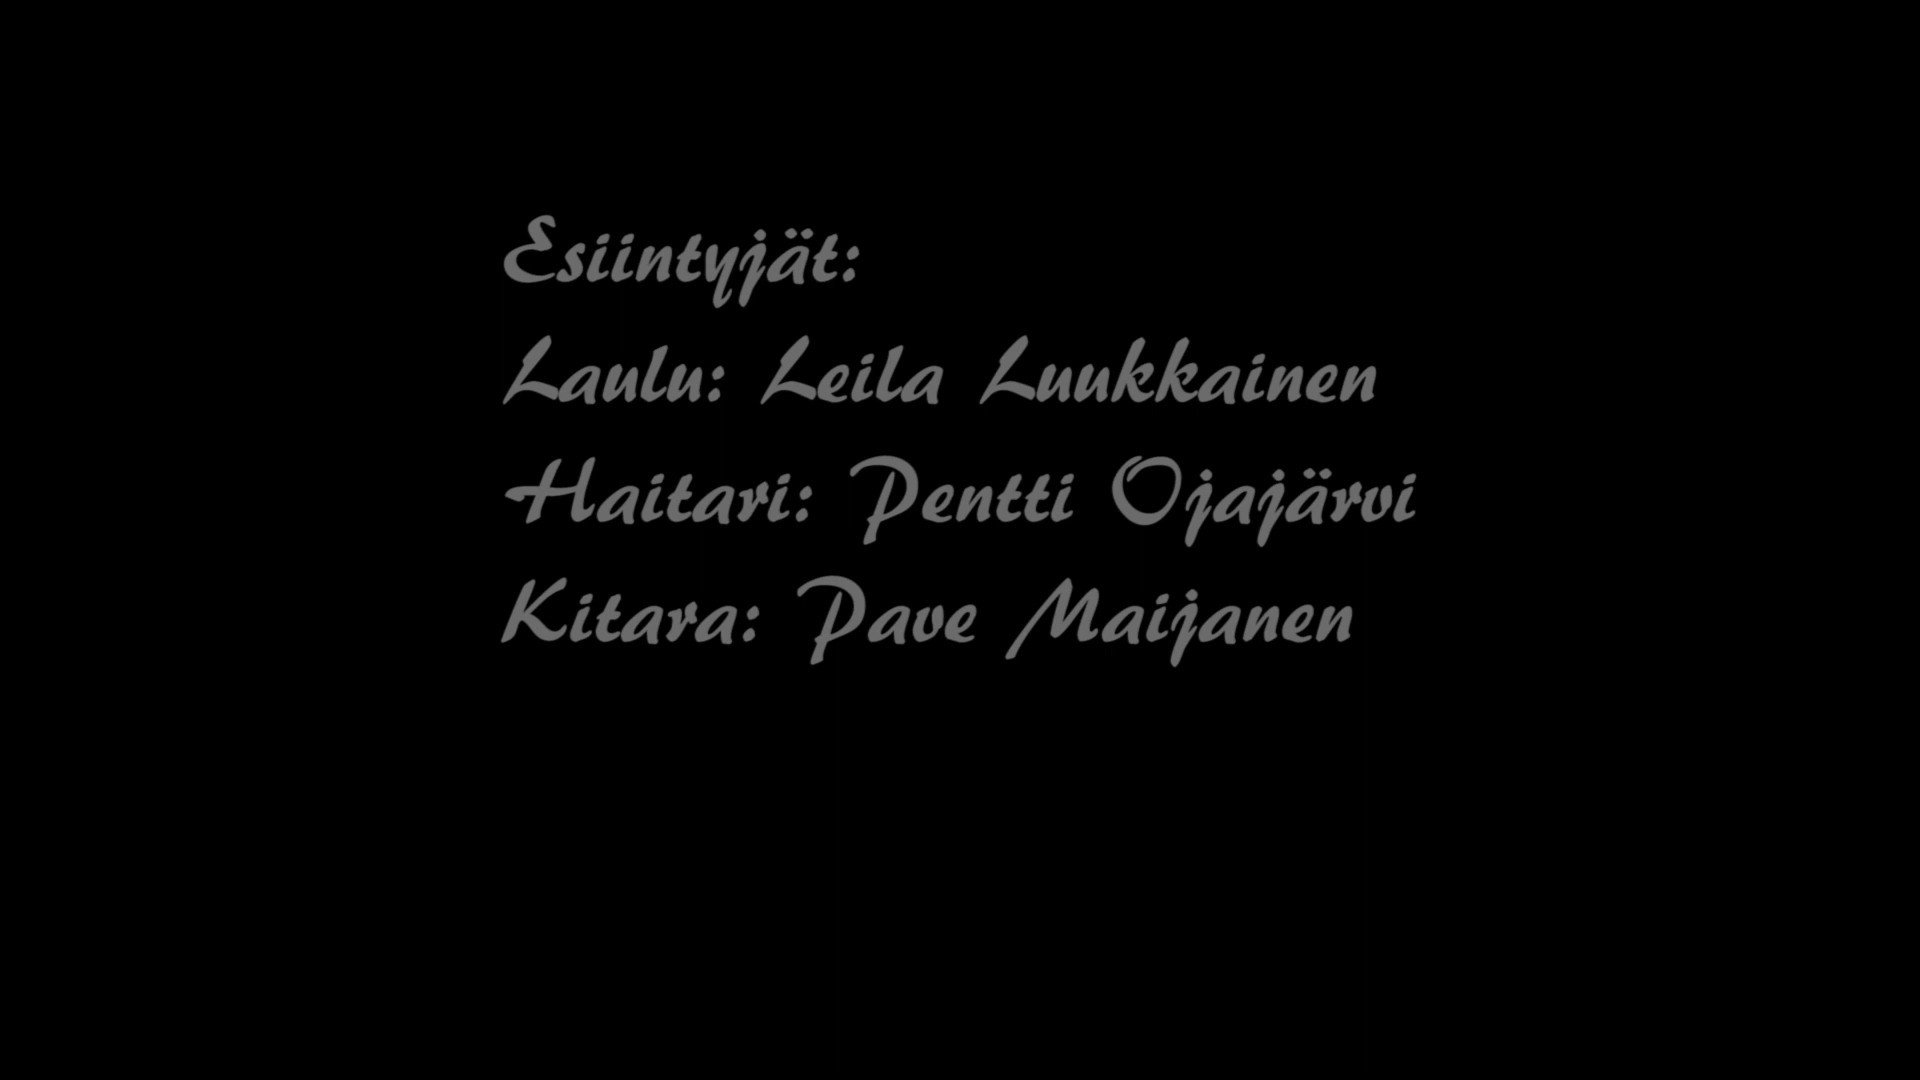 Esiintyjät:
Laulu: Leila Luukkainen
Haitari: Pentti Ojajärvi
Kitara: Pave Maijanen